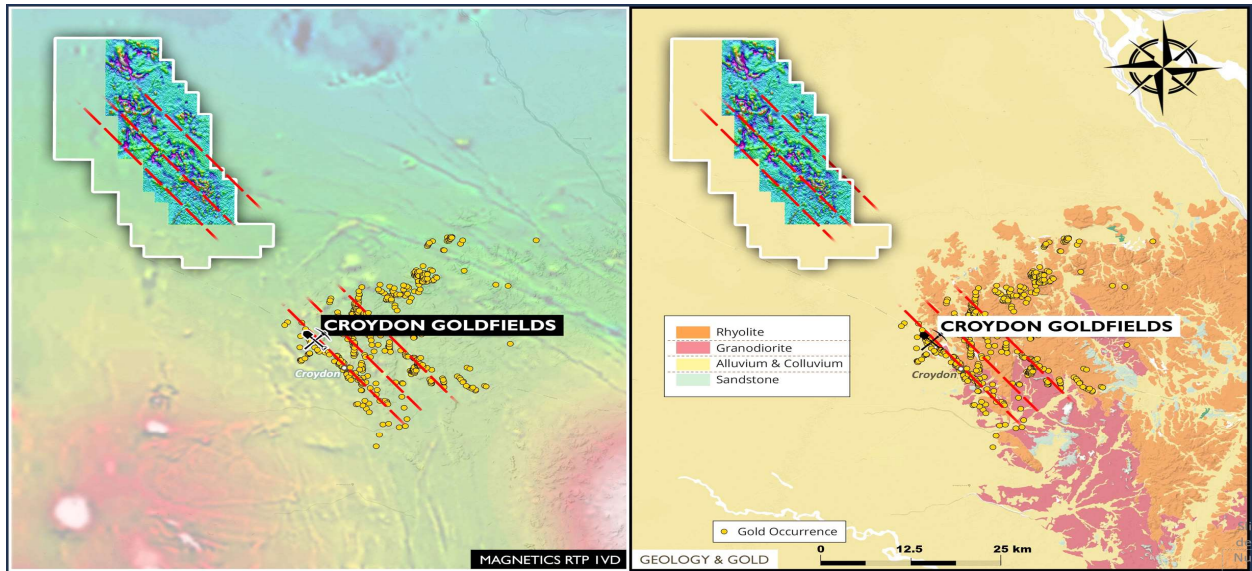 CROYDON GOLDFIELDS
Croydon
MAGNETICS RTP 1VD
CROYDON GOLDFIELDS
Croydon
Rhyolite
Granodiorite
Alluvium & Colluvium
Sandstone
Gold Occurrence
0 12.5 25 km
GEOLOGY & GOLD